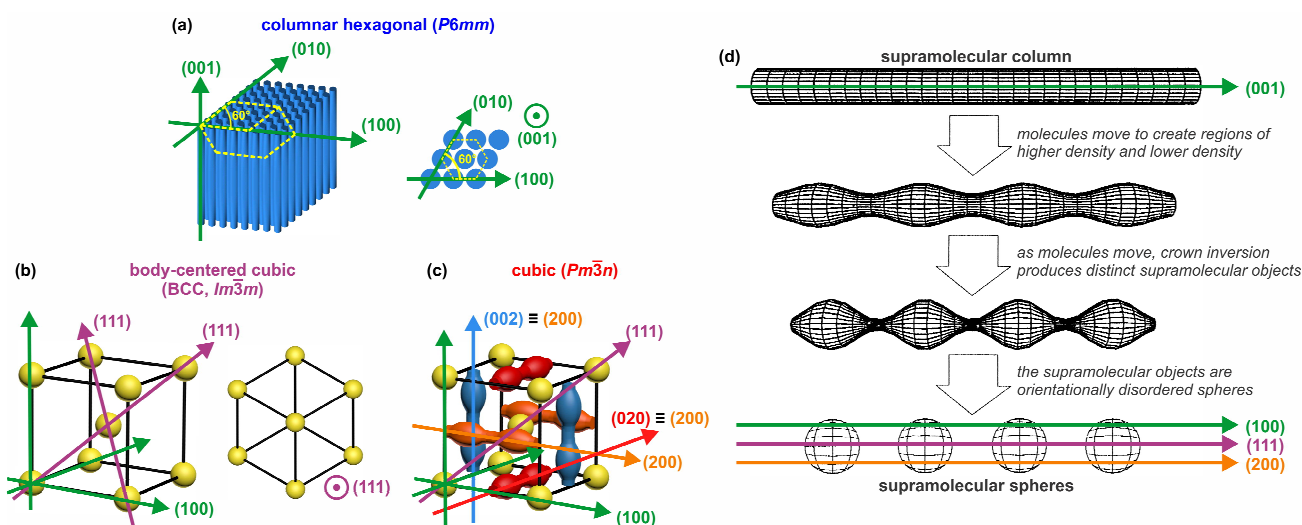 (a)
columnar hexagonal (P6mm)
(010)
(001)
60°
(100)
(010)
(001)
60°
(100)
(b)
body-centered cubic
(BCC, Im3̅m)
(111)
(111)
(100)
(111)
(c)
cubic (Pm3̅n)
(002) ≡ (200)
(111)
(020) ≡ (200)
(200)
(100)
(d)
supramolecular column
(001)
molecules move to create regions of
higher density and lower density
as molecules move, crown inversion
produces distinct supramolecular objects
the supramolecular objects are
orientationally disordered spheres
(100)
(111)
(200)
supramolecular spheres